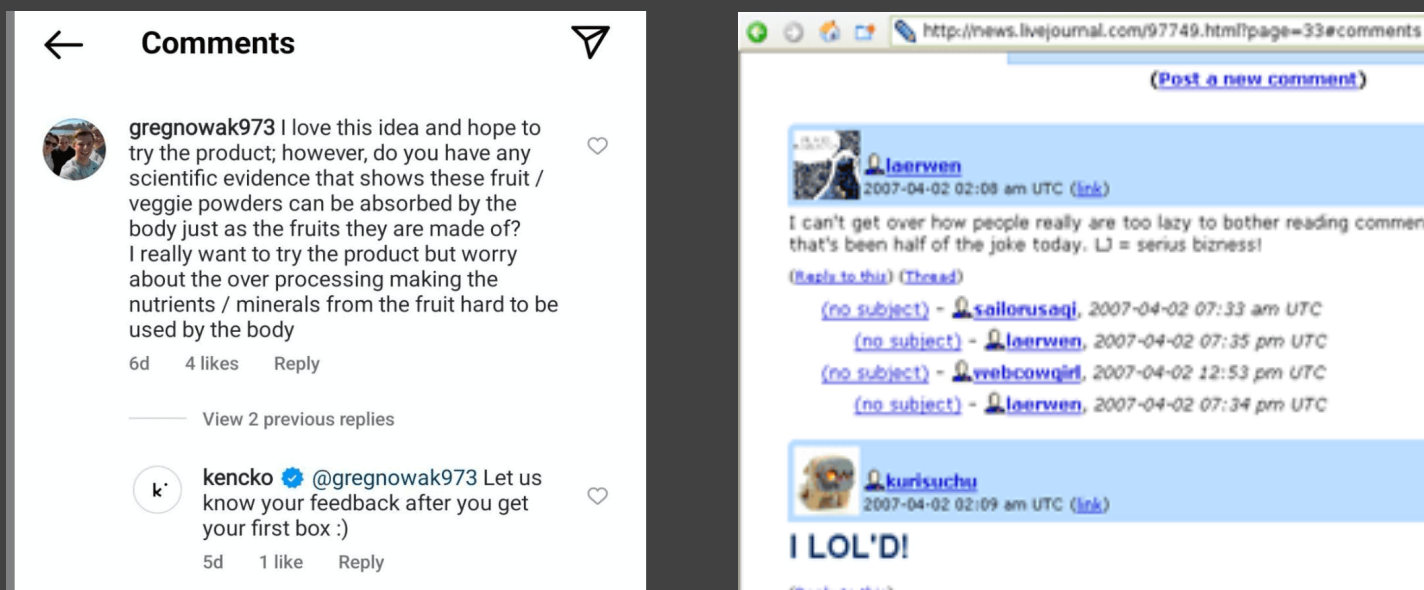 Comments
gregnowak973 I love this idea and hope to
try the product; however, do you have any
scientific evidence that shows these fruit /
veggie powders can be absorbed by the
body just as the fruits they are made of?
I really want to try the product but worry
about the over processing making the
nutrients / minerals from the fruit hard to be
used by the body
6d 4 likes Reply
View 2 previous replies
k
kencko @gregnowak973 Let us
know your feedback after you get
your first box :)
5d 1 like Reply
http://news.livejournal.com/97749.html?page=33#comments
(Post a new comment)
laerwen
2007-04-02 02:08 am UTC (link)
I can't get over how people really are too lazy to bother reading commen
that's been half of the joke today. LJ = serius bizness!
(Reply to this) (Thread)
(no subject) - sailorusagi, 2007-04-02 07:33 am UTC
(no subject) - laerwen, 2007-04-02 07:35 pm UTC
(no subject) - webcowgirl, 2007-04-02 12:53 pm UTC
(no subject) - laerwen, 2007-04-02 07:34 pm UTC
kurisuchu
2007-04-02 02:09 am UTC (link)
I LOL'D!